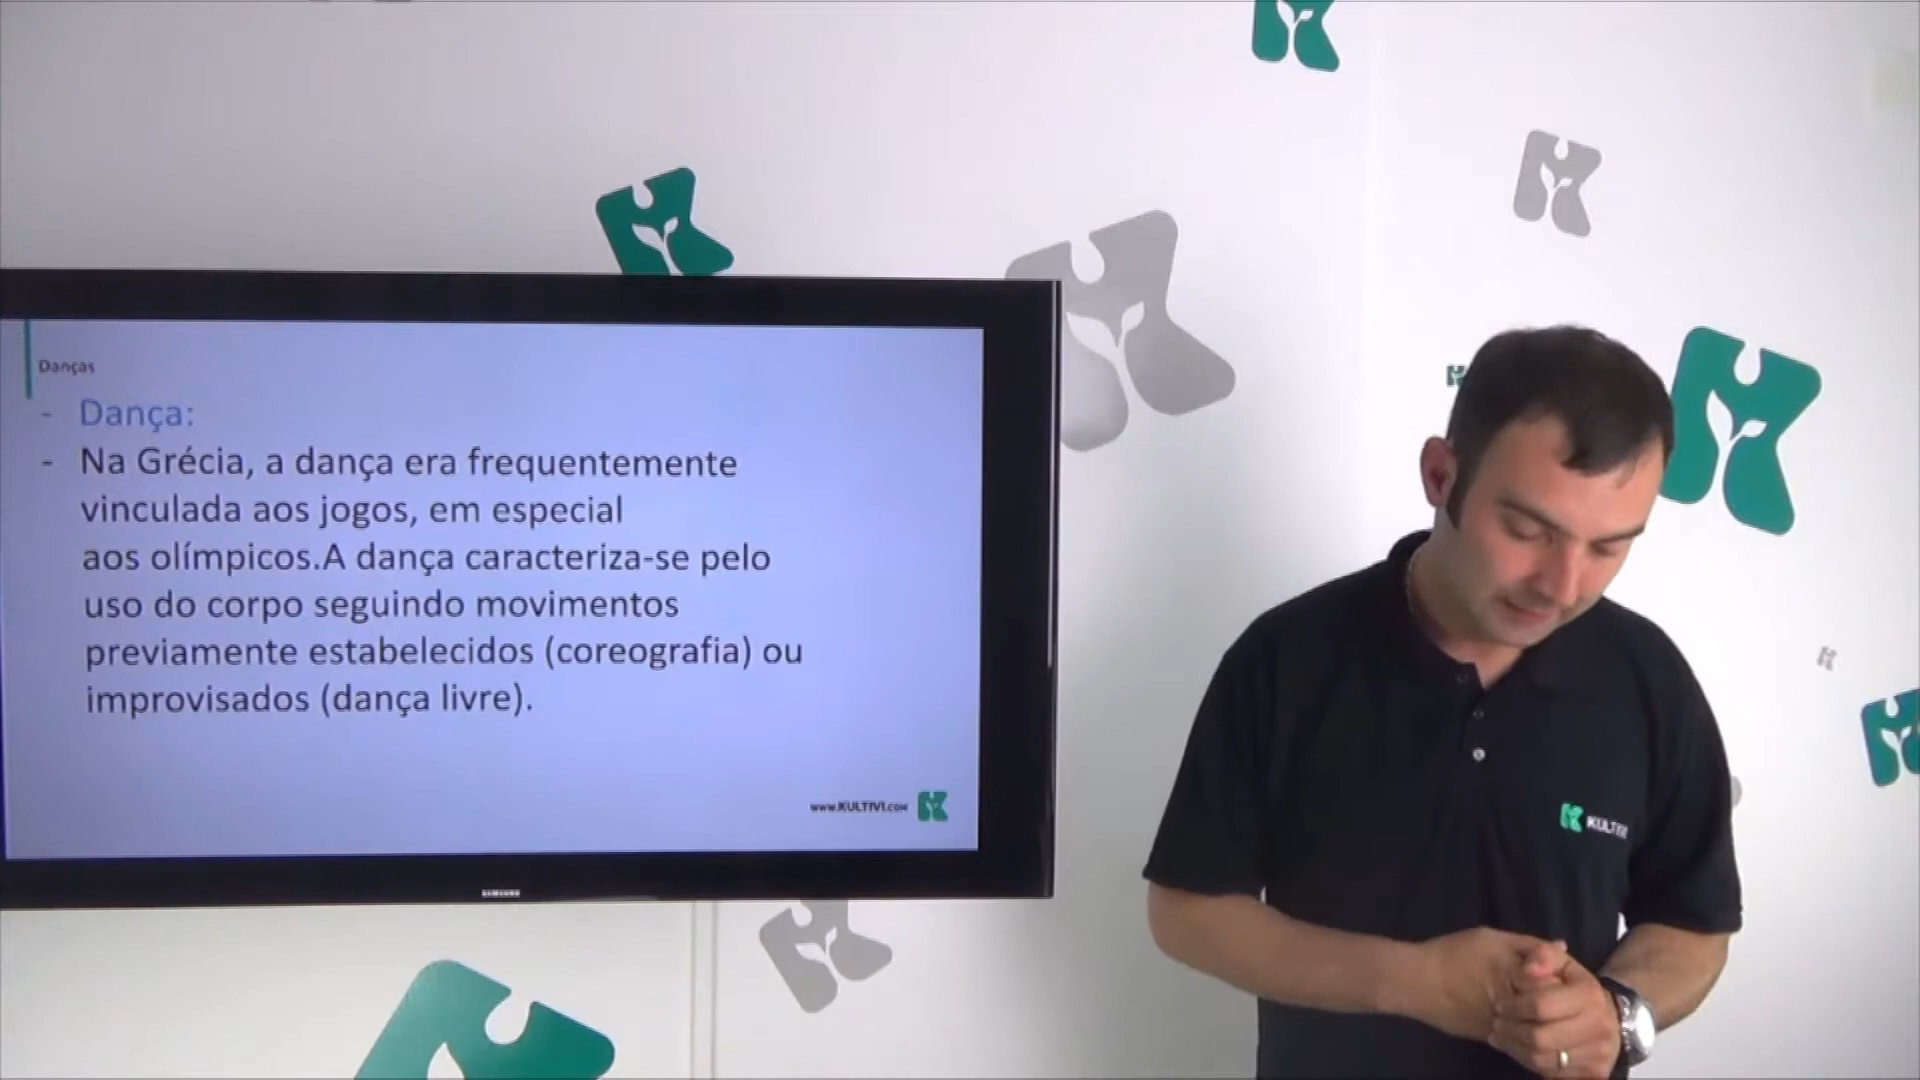 Danças
- Dança:
- Na Grécia, a dança era frequentemente
vinculada aos jogos, em especial
aos olímpicos.A dança caracteriza-se pelo
uso do corpo seguindo movimentos
previamente estabelecidos (coreografia) ou
improvisados (dança livre).
www.KULTIVI.com
SAMSUNG
KULTIVI